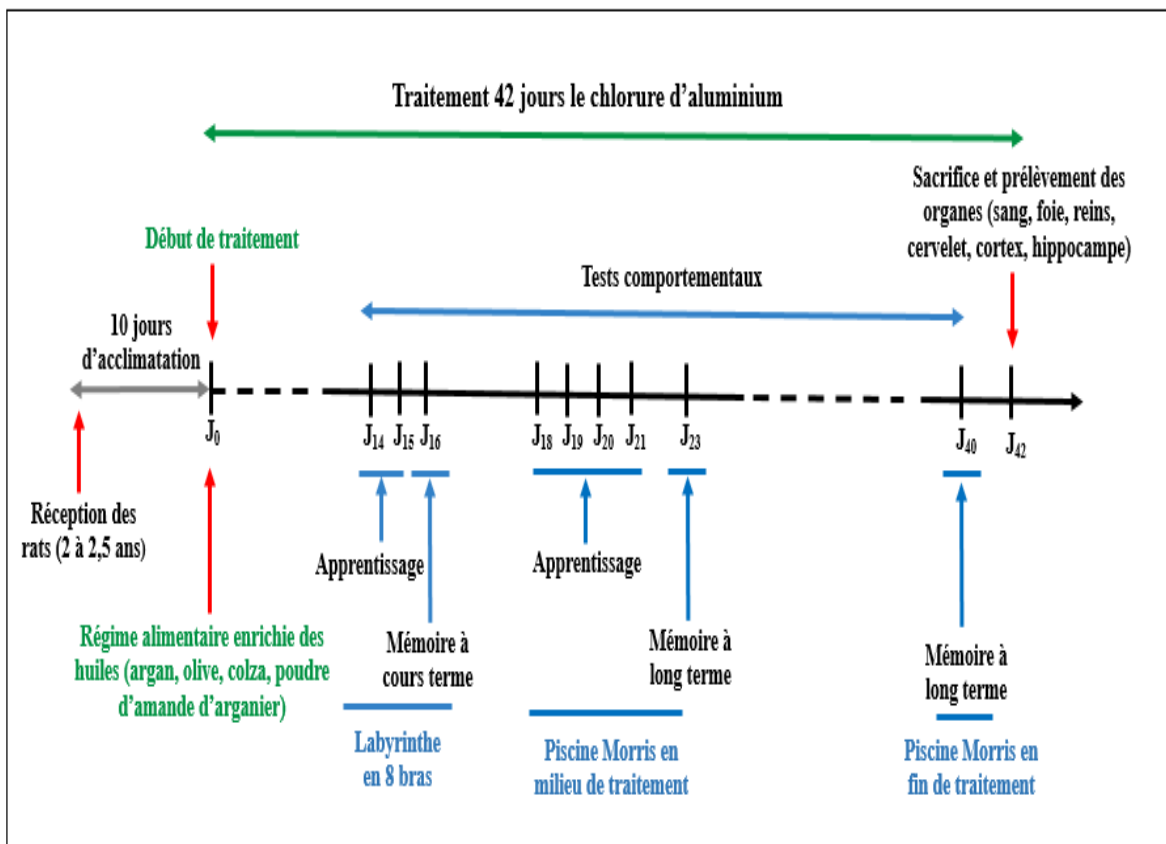 Traitement 42 jours le chlorure d'aluminium
Sacrifice et prélèvement des
organes (sang, foie, reins,
cervelet, cortex, hippocampe)
Début de traitement
Tests comportementaux
10 jours
d'acclimatation
J0
J14
J15
J16
J18
J19
J20
J21
J23
J40
J42
Réception des
rats (2 à 2,5 ans)
Apprentissage
Apprentissage
Régime alimentaire enrichie des
huiles (argan, olive, colza, poudre
d'amande d'arganier)
Mémoire à
cours terme
Mémoire à
long terme
Mémoire à
long terme
Labyrinthe
en 8 bras
Piscine Morris en
milieu de traitement
Piscine Morris en
fin de traitement